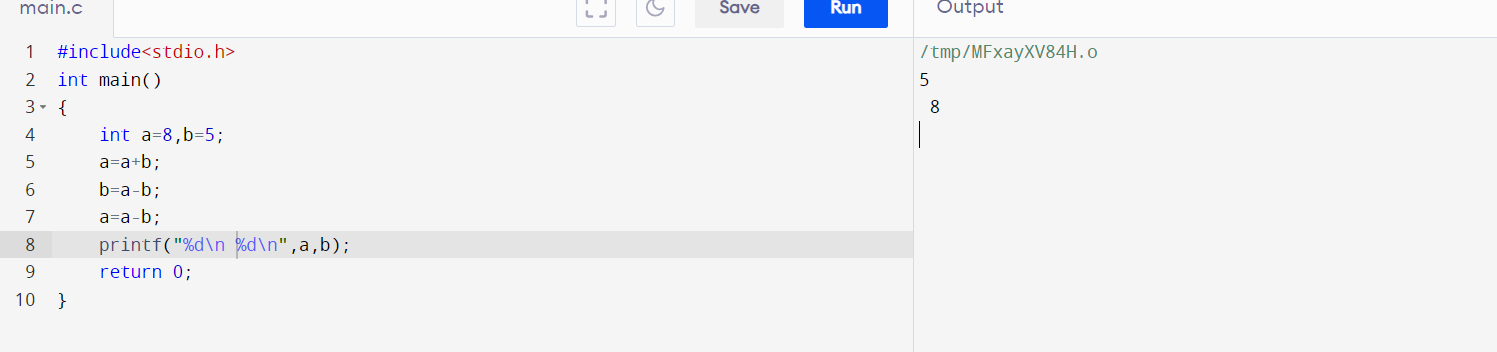 main.c Save Run Output
1 #include<stdio.h>
2 int main()
3 {
4     int a=8,b=5;
5     a=a+b;
6     b=a-b;
7     a=a-b;
8     printf("%d\n %d\n",a,b);
9     return 0;
10 }
/tmp/MFxayXV84H.o
5
 8